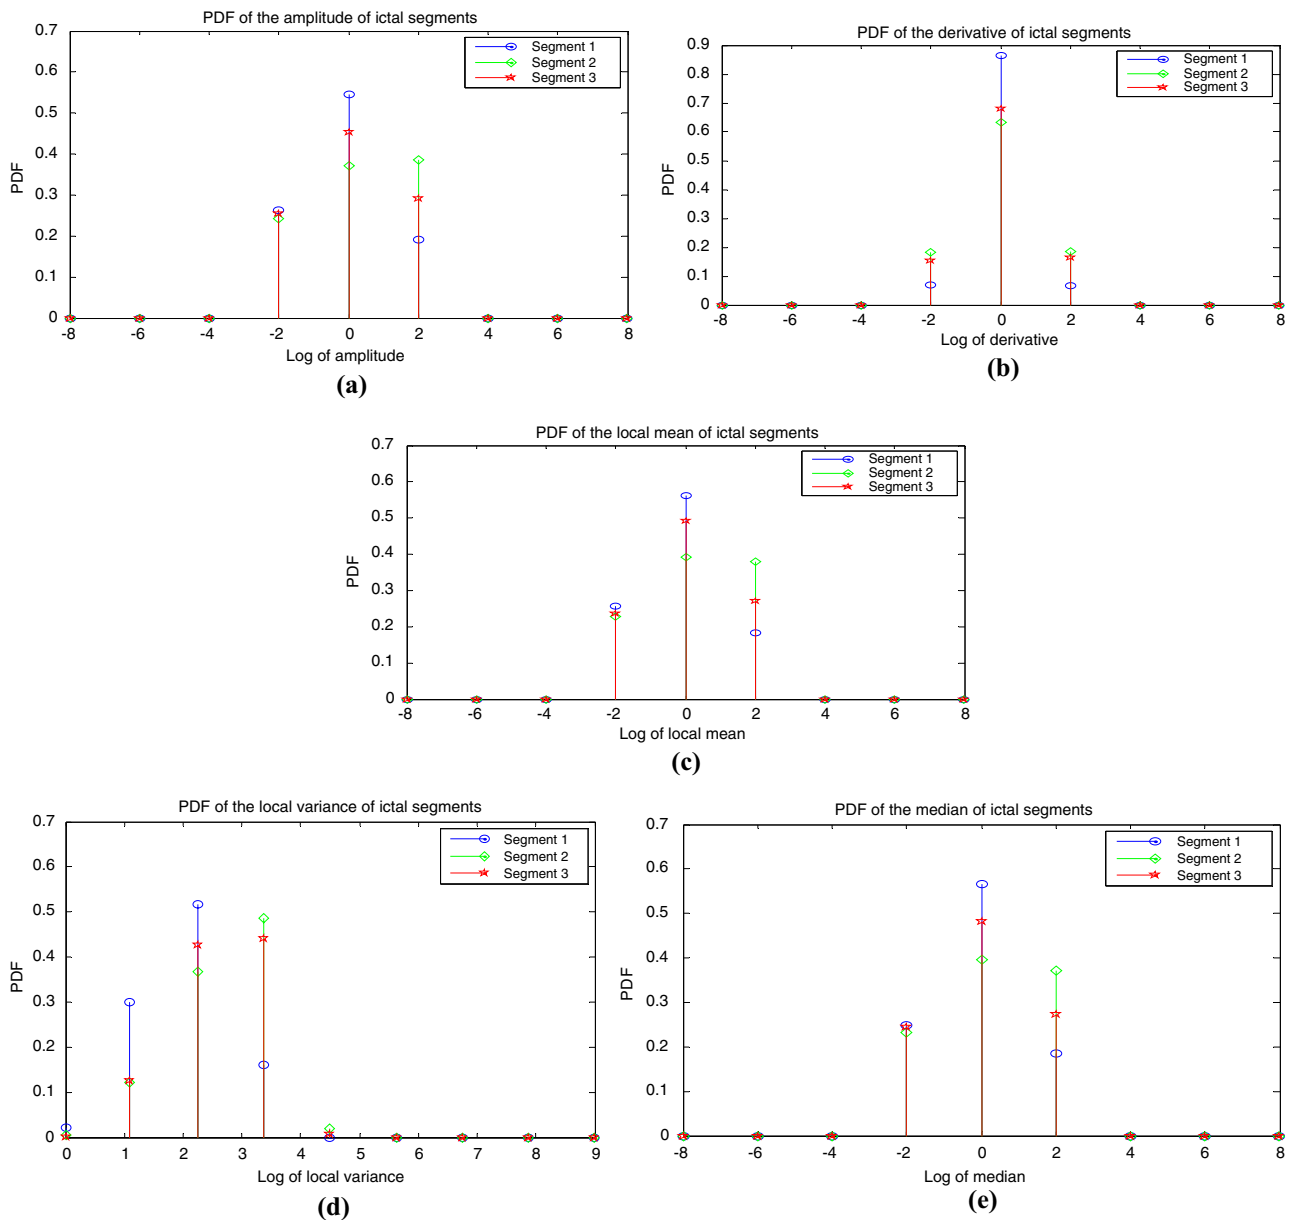 PDF of the amplitude of ictal segments
0.7
0.6
0.5
0.4
0.3
0.2
0.1
0
PDF
Segment 1
Segment 2
Segment 3
-8 -6 -4 -2 0 2 4 6 8
Log of amplitude
(a)
PDF of the derivative of ictal segments
0.9
0.8
0.7
0.6
0.5
0.4
0.3
0.2
0.1
0
PDF
Segment 1
Segment 2
Segment 3
-8 -6 -4 -2 0 2 4 6 8
Log of derivative
(b)
PDF of the local mean of ictal segments
0.7
0.6
0.5
0.4
0.3
0.2
0.1
0
PDF
Segment 1
Segment 2
Segment 3
-8 -6 -4 -2 0 2 4 6 8
Log of local mean
(c)
PDF of the local variance of ictal segments
0.7
0.6
0.5
0.4
0.3
0.2
0.1
0
PDF
Segment 1
Segment 2
Segment 3
0 1 2 3 4 5 6 7 8 9
Log of local variance
(d)
PDF of the median of ictal segments
0.7
0.6
0.5
0.4
0.3
0.2
0.1
0
PDF
Segment 1
Segment 2
Segment 3
-8 -6 -4 -2 0 2 4 6 8
Log of median
(e)